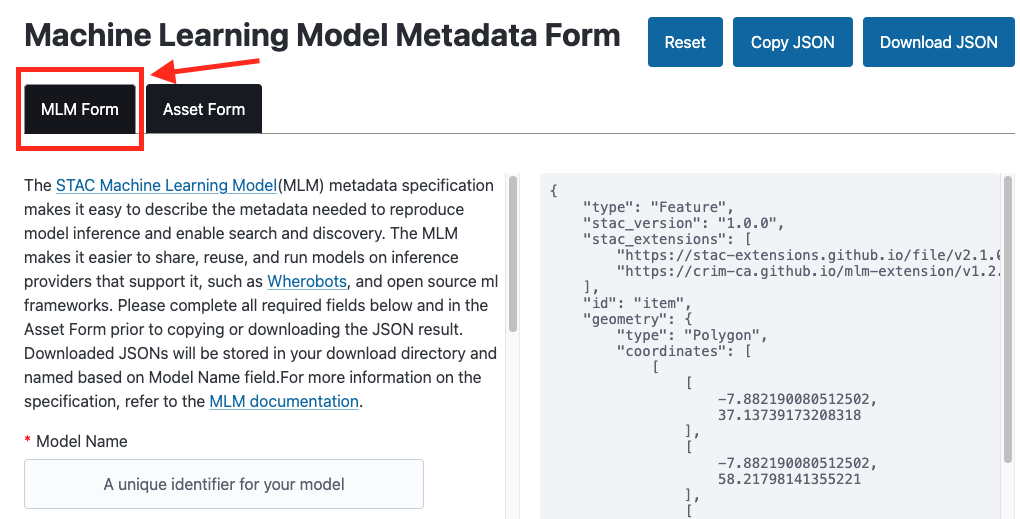 Machine Learning Model Metadata Form
Reset
Copy JSON
Download JSON
MLM Form
Asset Form
The STAC Machine Learning Model(MLM) metadata specification
makes it easy to describe the metadata needed to reproduce
model inference and enable search and discovery. The MLM
makes it easier to share, reuse, and run models on inference
providers that support it, such as Wherobots, and open source ml
frameworks. Please complete all required fields below and in the
Asset Form prior to copying or downloading the JSON result.
Downloaded JSONs will be stored in your download directory and
named based on Model Name field.For more information on the
specification, refer to the MLM documentation.
* Model Name
A unique identifier for your model
{
"type": "Feature",
"stac_version": "1.0.0",
"stac_extensions": [
"https://stac-extensions.github.io/file/v2.1.0
"https://crim-ca.github.io/mlm-extension/v1.2.
],
"id": "item",
"geometry": {
"type": "Polygon",
"coordinates": [
[
[
-7.882190080512502,
37.13739173208318
],
[
-7.882190080512502,
58.21798141355221
],
[